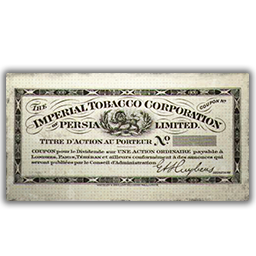 THE
IMPERIAL TOBACCO CORPORATION
COUPON No
OF PERSIA LIMITED.
TITRE D'ACTION AU PORTEUR No
COUPON pour le Dividende sur UNE ACTION ORDINAIRE payable à
LONDRES, PARIS, TÉHÉRAN et ailleurs conformément à des annonces qui
seront publiées par le Conseil d'Administration.